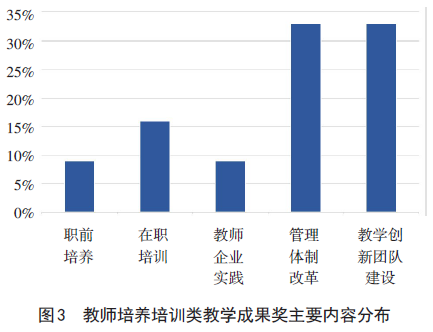 35%
30%
25%
20%
15%
10%
5%
0%
职前
培养
在职
培训
教师
企业
实践
管理
体制
改革
教学创
新团队
建设
图3 教师培养培训类教学成果奖主要内容分布